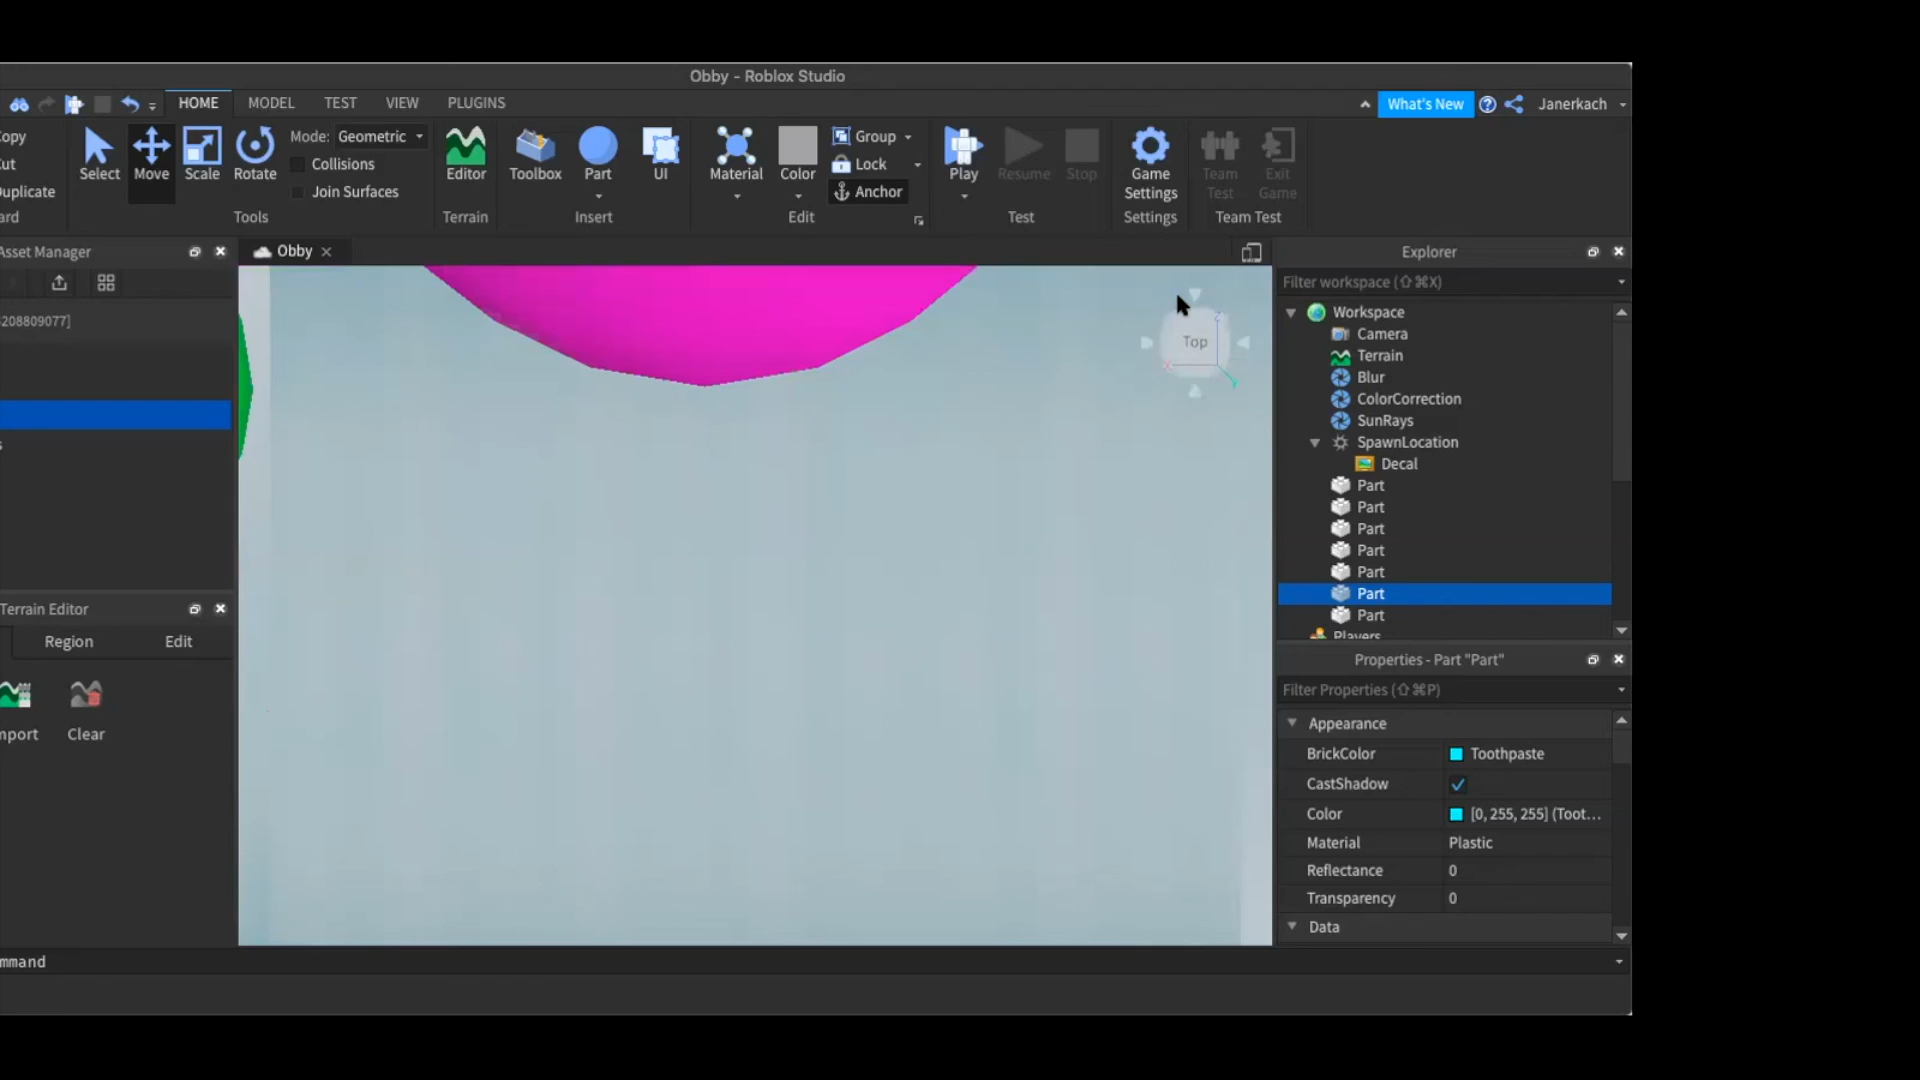 Obby - Roblox Studio
HOME MODEL TEST VIEW PLUGINS
What's New
Janerkach
opy
ut
uplicate
ard
Select
Move
Scale
Rotate
Mode: Geometric
Collisions
Join Surfaces
Tools
Editor
Terrain
Toolbox
Part
UI
Insert
Material
Color
Group
Lock
Anchor
Edit
Play
Resume
Stop
Test
Game
Settings
Settings
Team
Test
Exit
Game
Team Test
Asset Manager
208809077]
s
Terrain Editor
Region Edit
mport Clear
Obby
Top
Explorer
Filter workspace (⇧⌘X)
Workspace
Camera
Terrain
Blur
ColorCorrection
SunRays
SpawnLocation
Decal
Part
Part
Part
Part
Part
Part
Part
Players
Properties - Part "Part"
Filter Properties (⇧⌘P)
Appearance
BrickColor Toothpaste
CastShadow
Color [0, 255, 255] (Toot...
Material Plastic
Reflectance 0
Transparency 0
Data
mmand